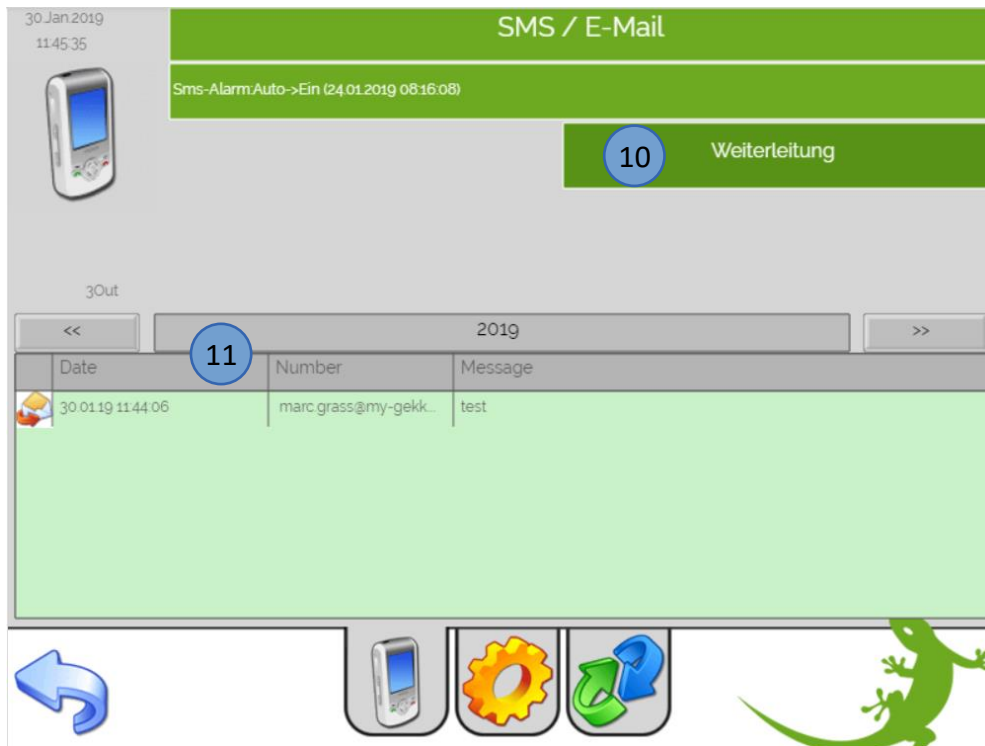 30.Jan.2019
11:45:35
SMS / E-Mail
Sms-Alarm:Auto->Ein (24.01.2019 08:16:08)
10
Weiterleitung
3Out
<<
2019
>>
11
Date Number Message
30.01.19 11:44:06 marc.grass@my-gekk... test